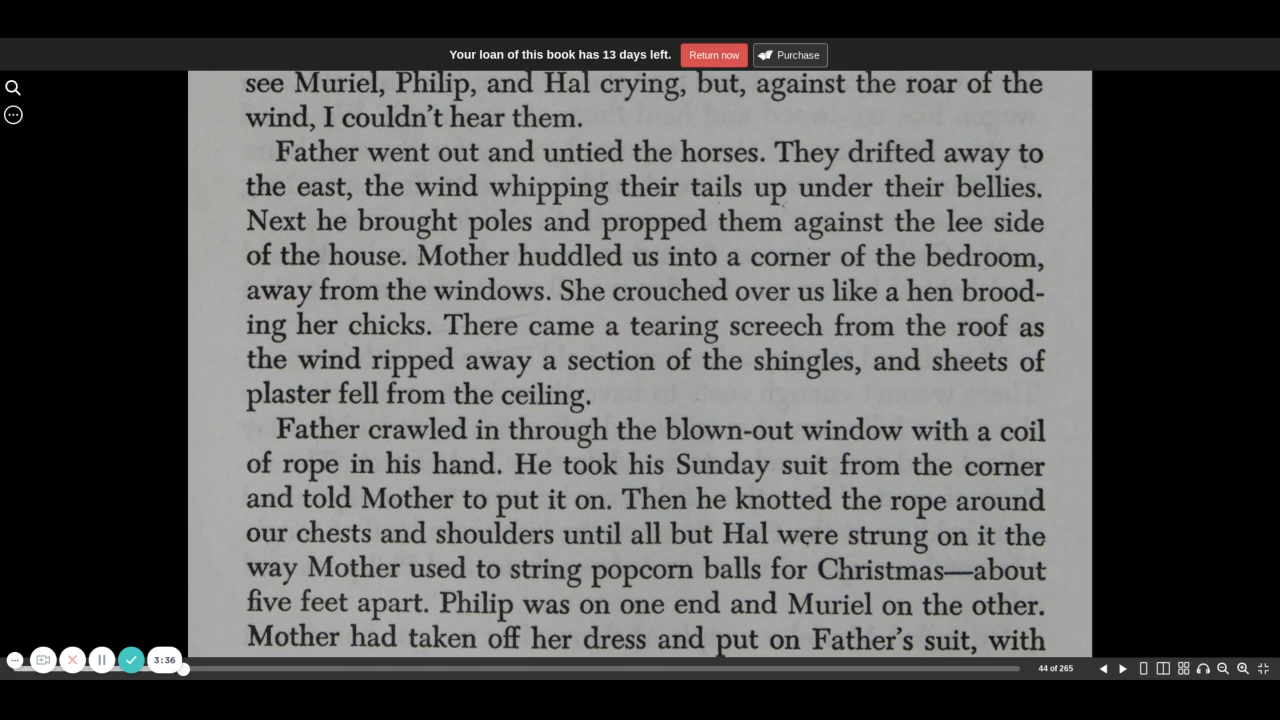 Your loan of this book has 13 days left. Return now Purchase
see Muriel, Philip, and Hal crying, but, against the roar of the
wind, I couldn't hear them.
Father went out and untied the horses. They drifted away to
the east, the wind whipping their tails up under their bellies.
Next he brought poles and propped them against the lee side
of the house. Mother huddled us into a corner of the bedroom,
away from the windows. She crouched over us like a hen brood-
ing her chicks. There came a tearing screech from the roof as
the wind ripped away a section of the shingles, and sheets of
plaster fell from the ceiling.
Father crawled in through the blown-out window with a coil
of rope in his hand. He took his Sunday suit from the corner
and told Mother to put it on. Then he knotted the rope around
our chests and shoulders until all but Hal were strung on it the
way Mother used to string popcorn balls for Christmas—about
five feet apart. Philip was on one end and Muriel on the other.
Mother had taken off her dress and put on Father's suit, with
3:36
44 of 265